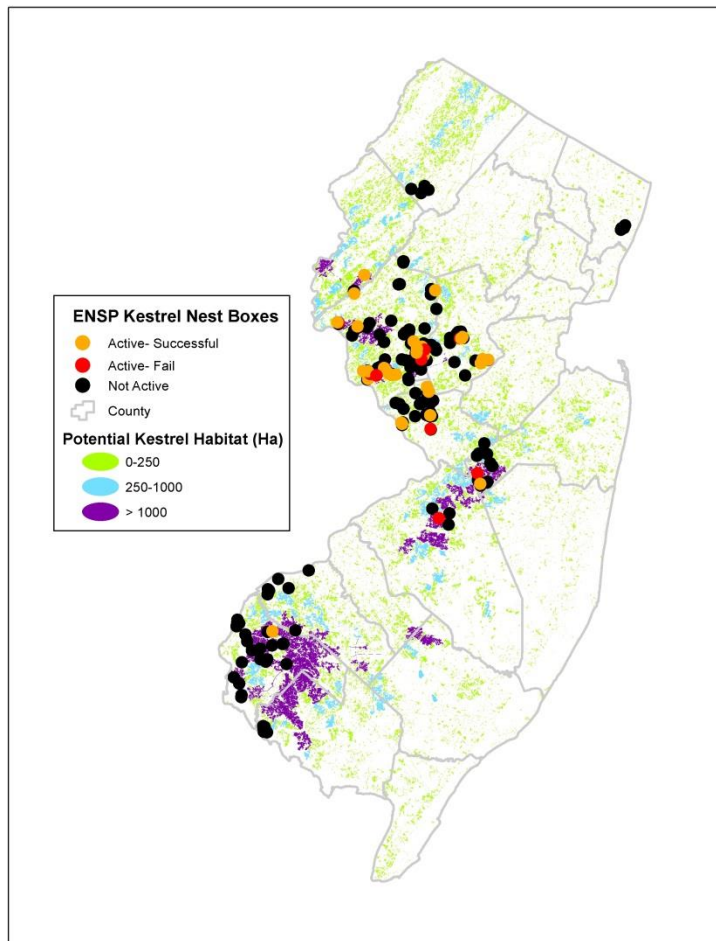 ENSP Kestrel Nest Boxes
Active- Successful
Active- Fail
Not Active
County
Potential Kestrel Habitat (Ha)
0-250
250-1000
> 1000